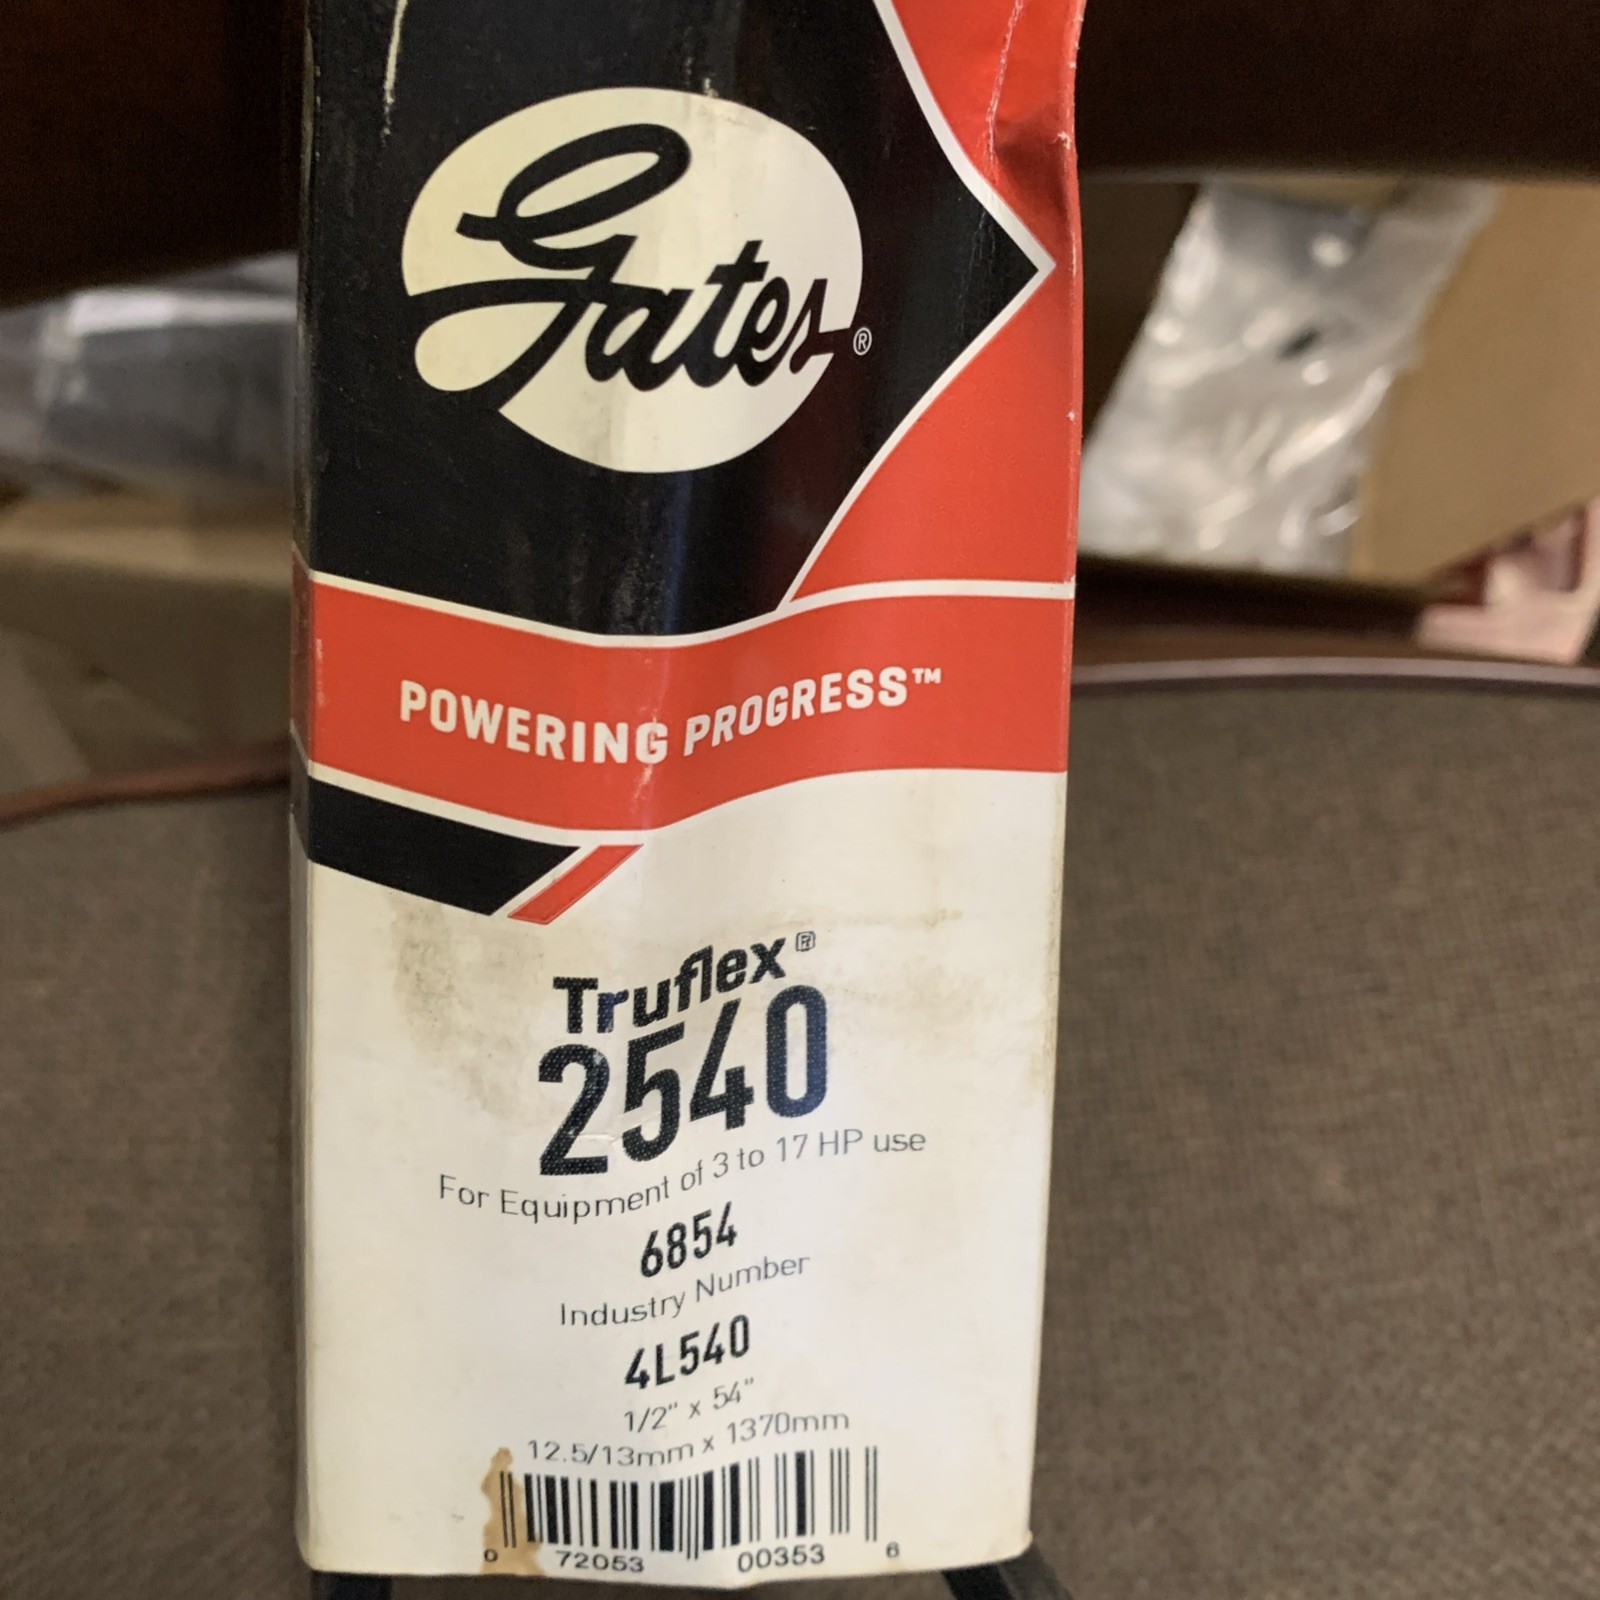 Gates®
POWERING PROGRESS™
Truflex®
2540
For Equipment of 3 to 17 HP use
6854
Industry Number
4L540
1/2" x 54"
12.5/13mm x 1370mm
0 72053 00353 6